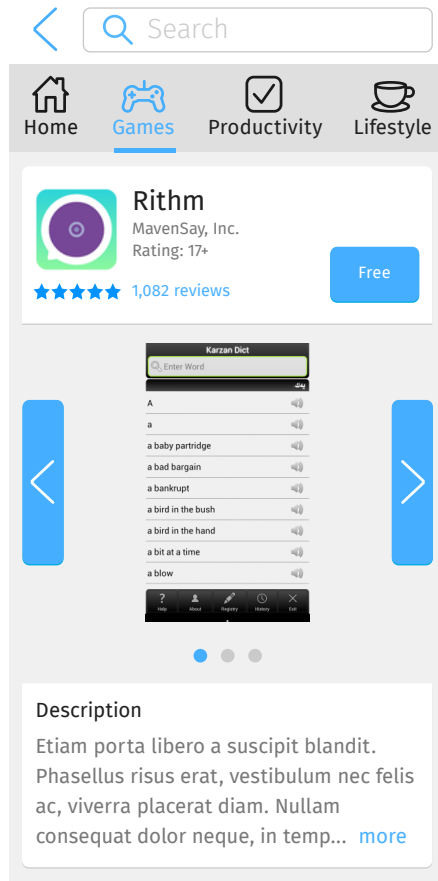 Search
Home Games Productivity Lifestyle
Rithm
MavenSay, Inc.
Rating: 17+
Free
1,082 reviews
Karzan Dict
Enter Word
یەك
A
a
a baby partridge
a bad bargain
a bankrupt
a bird in the bush
a bird in the hand
a bit at a time
a blow
Help About Registry History Exit
Description
Etiam porta libero a suscipit blandit.
Phasellus risus erat, vestibulum nec felis
ac, viverra placerat diam. Nullam
consequat dolor neque, in temp... more